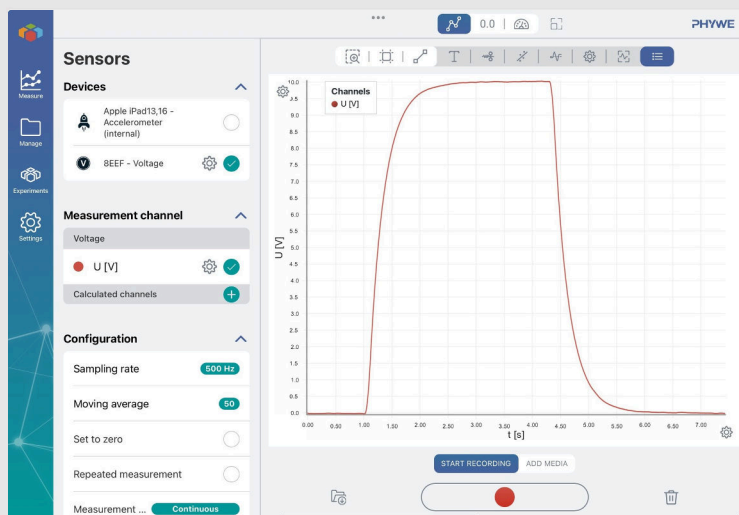 0.0
PHYWE
Measure
Manage
Experiments
Settings
Sensors
Devices
Apple iPad13,16 -
Accelerometer
(internal)
V
8EEF - Voltage
Measurement channel
Voltage
U [V]
Calculated channels
Configuration
Sampling rate
500 Hz
Moving average
50
Set to zero
Repeated measurement
Measurement ...
Continuous
T
Channels
U [V]
10.0
9.5
9.0
8.5
8.0
7.5
7.0
6.5
6.0
5.5
5.0
4.5
4.0
3.5
3.0
2.5
2.0
1.5
1.0
0.5
0.0
U [V]
0.00 0.50 1.00 1.50 2.00 2.50 3.00 3.50 4.00 4.50 5.00 5.50 6.00 6.50 7.00
t [s]
START RECORDING
ADD MEDIA